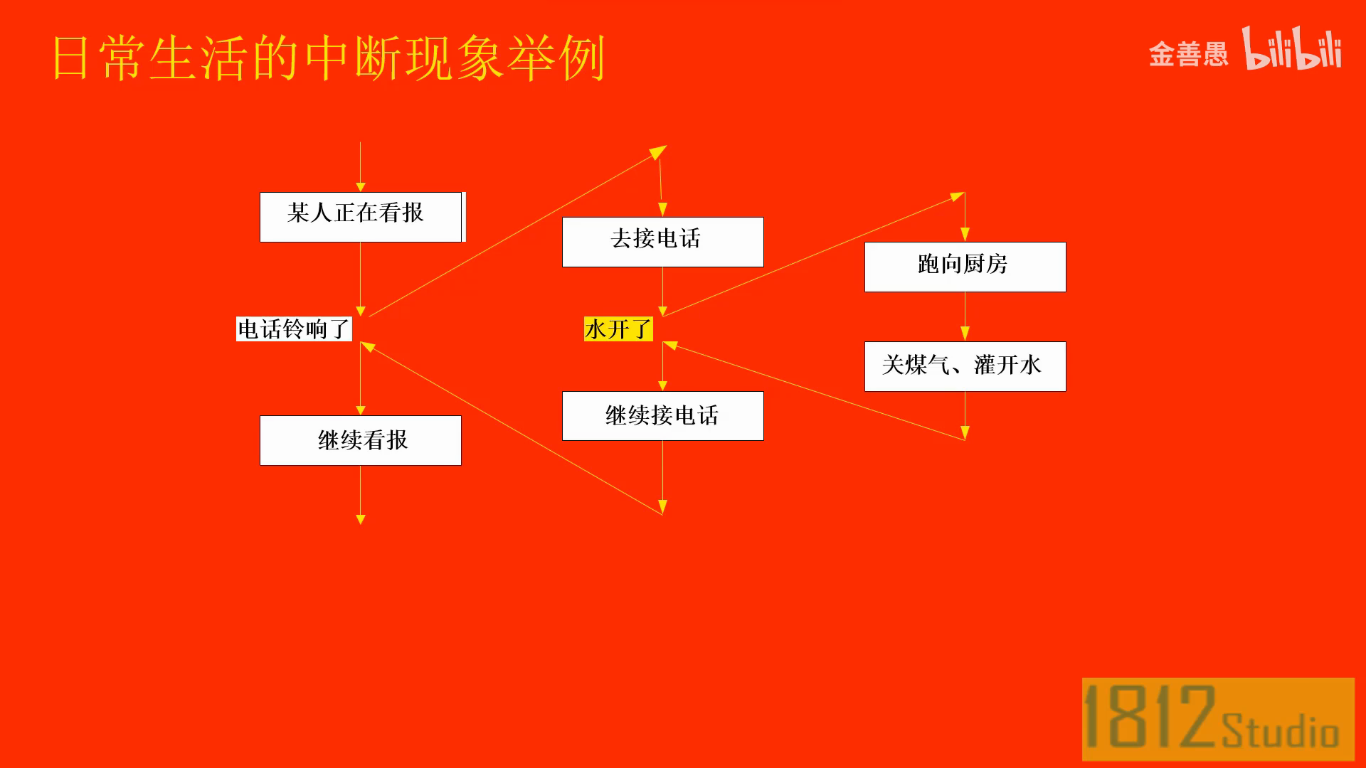 日常生活的中断现象举例
金善愚 bilibili
某人正在看报
电话铃响了
继续看报
去接电话
水开了
继续接电话
跑向厨房
关煤气、灌开水
1812Studio